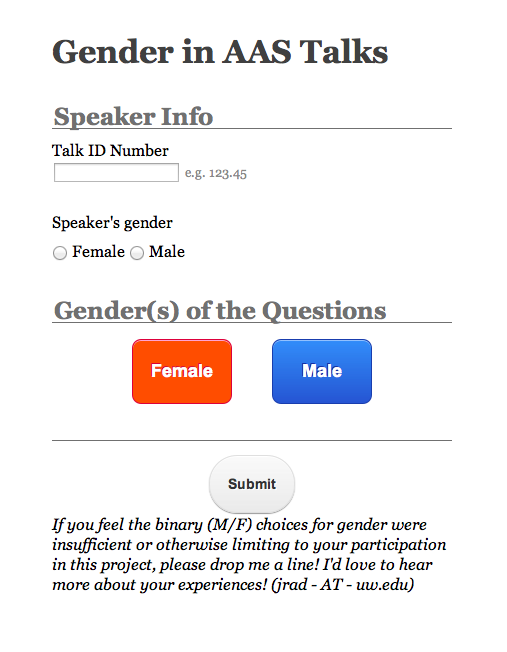 Gender in AAS Talks
Speaker Info
Talk ID Number
e.g. 123.45
Speaker's gender
Female Male
Gender(s) of the Questions
Female Male
Submit
If you feel the binary (M/F) choices for gender were
insufficient or otherwise limiting to your participation
in this project, please drop me a line! I'd love to hear
more about your experiences! (jrad - AT - uw.edu)